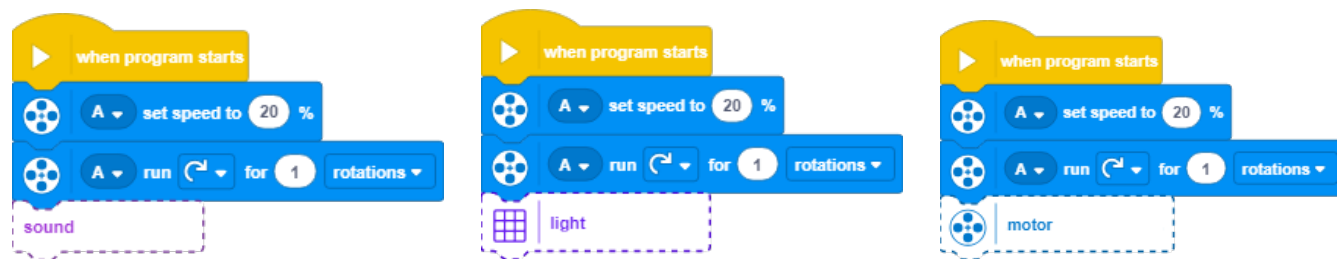 when program starts
A set speed to 20 %
A run for 1 rotations
sound
when program starts
A set speed to 20 %
A run for 1 rotations
light
when program starts
A set speed to 20 %
A run for 1 rotations
motor